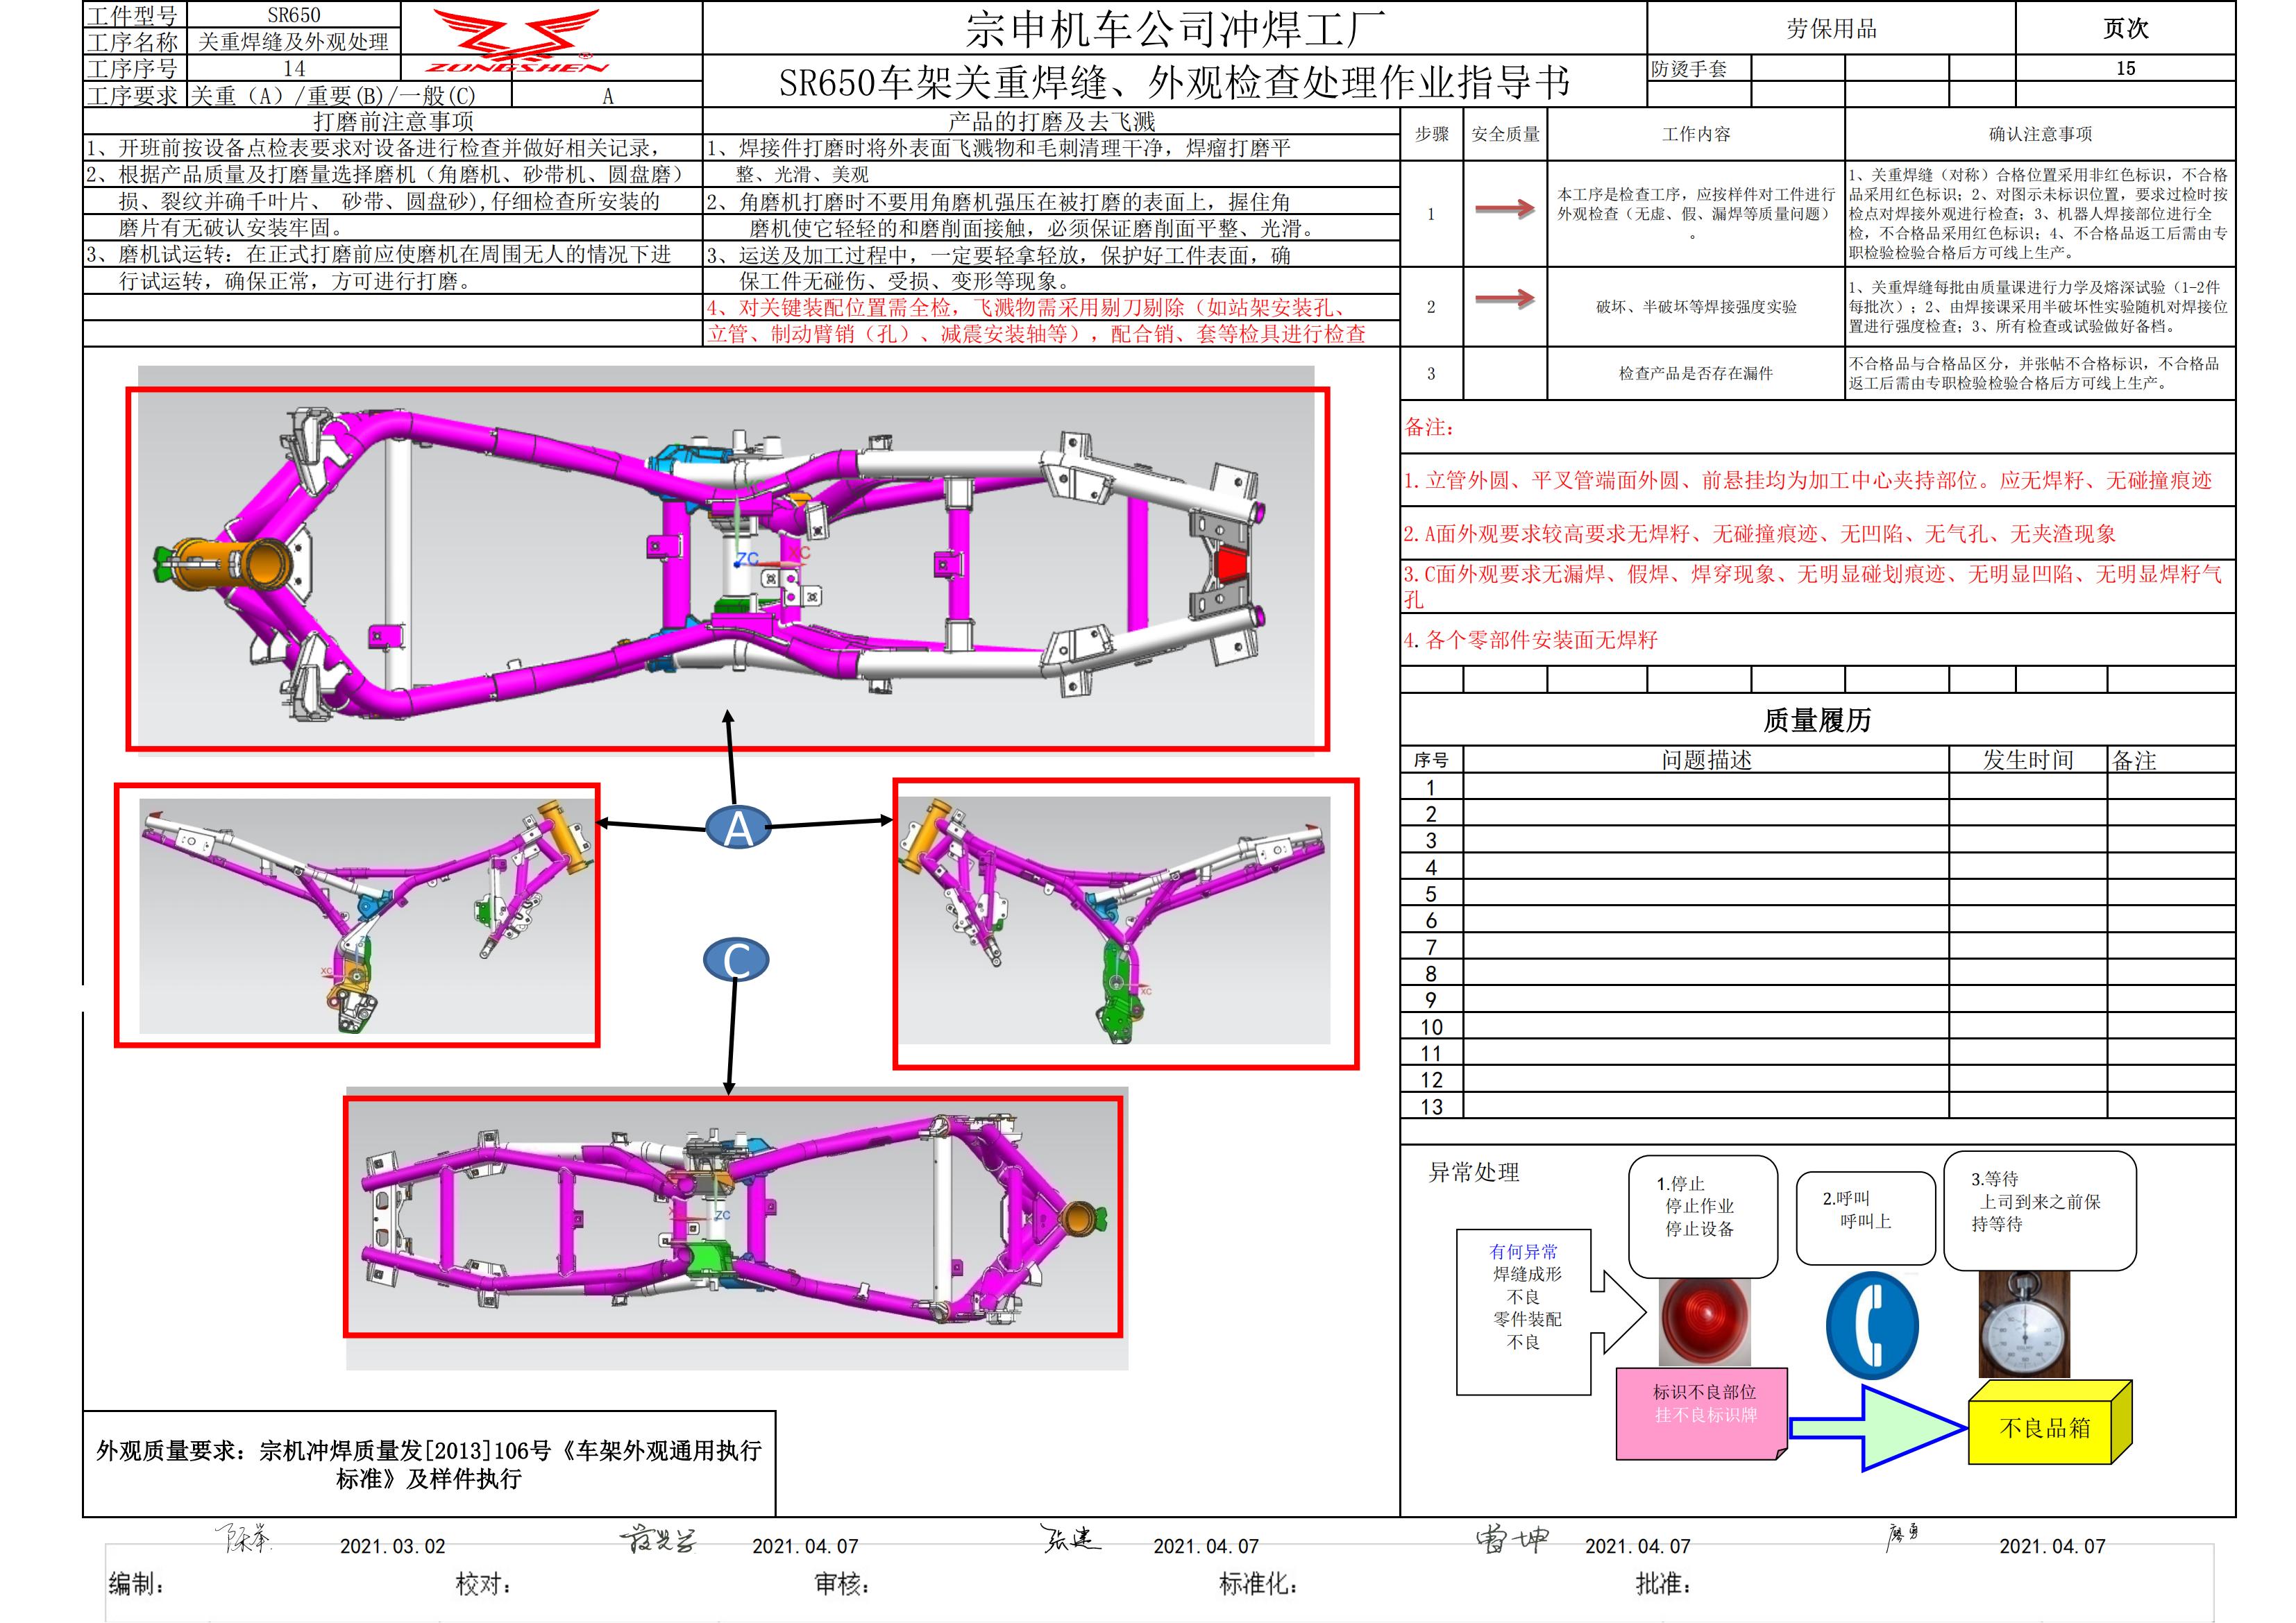 工件型号 SR650
工序名称 关重焊缝及外观处理
工序序号 14
工序要求 关重（A）/重要(B)/一般(C) A
ZUNGSHEN
宗申机车公司冲焊工厂
SR650车架关重焊缝、外观检查处理作业指导书
劳保用品 页次
防烫手套 15
打磨前注意事项
1、开班前按设备点检表要求对设备进行检查并做好相关记录，
2、根据产品质量及打磨量选择磨机（角磨机、砂带机、圆盘磨）
损、裂纹并确千叶片、 砂带、圆盘砂),仔细检查所安装的
磨片有无破认安装牢固。
3、磨机试运转：在正式打磨前应使磨机在周围无人的情况下进
行试运转，确保正常，方可进行打磨。
产品的打磨及去飞溅
1、焊接件打磨时将外表面飞溅物和毛刺清理干净，焊瘤打磨平
整、光滑、美观
2、角磨机打磨时不要用角磨机强压在被打磨的表面上，握住角
磨机使它轻轻的和磨削面接触，必须保证磨削面平整、光滑。
3、运送及加工过程中，一定要轻拿轻放，保护好工件表面，确
保工件无碰伤、受损、变形等现象。
4、对关键装配位置需全检，飞溅物需采用剔刀剔除（如站架安装孔、
立管、制动臂销（孔）、减震安装轴等），配合销、套等检具进行检查
步骤 安全质量 工作内容 确认注意事项
1
本工序是检查工序，应按样件对工件进行
外观检查（无虚、假、漏焊等质量问题）
。
1、关重焊缝（对称）合格位置采用非红色标识，不合格
品采用红色标识；2、对图示未标识位置，要求过检时按
检点对焊接外观进行检查；3、机器人焊接部位进行全
检，不合格品采用红色标识；4、不合格品返工后需由专
职检验检验合格后方可线上生产。
2
破坏、半破坏等焊接强度实验
1、关重焊缝每批由质量课进行力学及熔深试验（1-2件
每批次）；2、由焊接课采用半破坏性实验随机对焊接位
置进行强度检查；3、所有检查或试验做好备档。
3
检查产品是否存在漏件
不合格品与合格品区分，并张帖不合格标识，不合格品
返工后需由专职检验检验合格后方可线上生产。
备注：
1.立管外圆、平叉管端面外圆、前悬挂均为加工中心夹持部位。应无焊籽、无碰撞痕迹
2.A面外观要求较高要求无焊籽、无碰撞痕迹、无凹陷、无气孔、无夹渣现象
3.C面外观要求无漏焊、假焊、焊穿现象、无明显碰划痕迹、无明显凹陷、无明显焊籽气
孔
4.各个零部件安装面无焊籽
质量履历
序号 问题描述 发生时间 备注
1
2
3
4
5
6
7
8
9
10
11
12
13
ZC XC
A
C
XC
XC
ZC
异常处理
1.停止
停止作业
停止设备
2.呼叫
呼叫上
3.等待
上司到来之前保
持等待
有何异常
焊缝成形
不良
零件装配
不良
标识不良部位
挂不良标识牌
不良品箱
外观质量要求：宗机冲焊质量发[2013]106号《车架外观通用执行
标准》及样件执行
2021.03.02 2021.04.07 张建 2021.04.07 雷坤 2021.04.07 廖勇 2021.04.07
编制： 校对： 审核： 标准化： 批准：